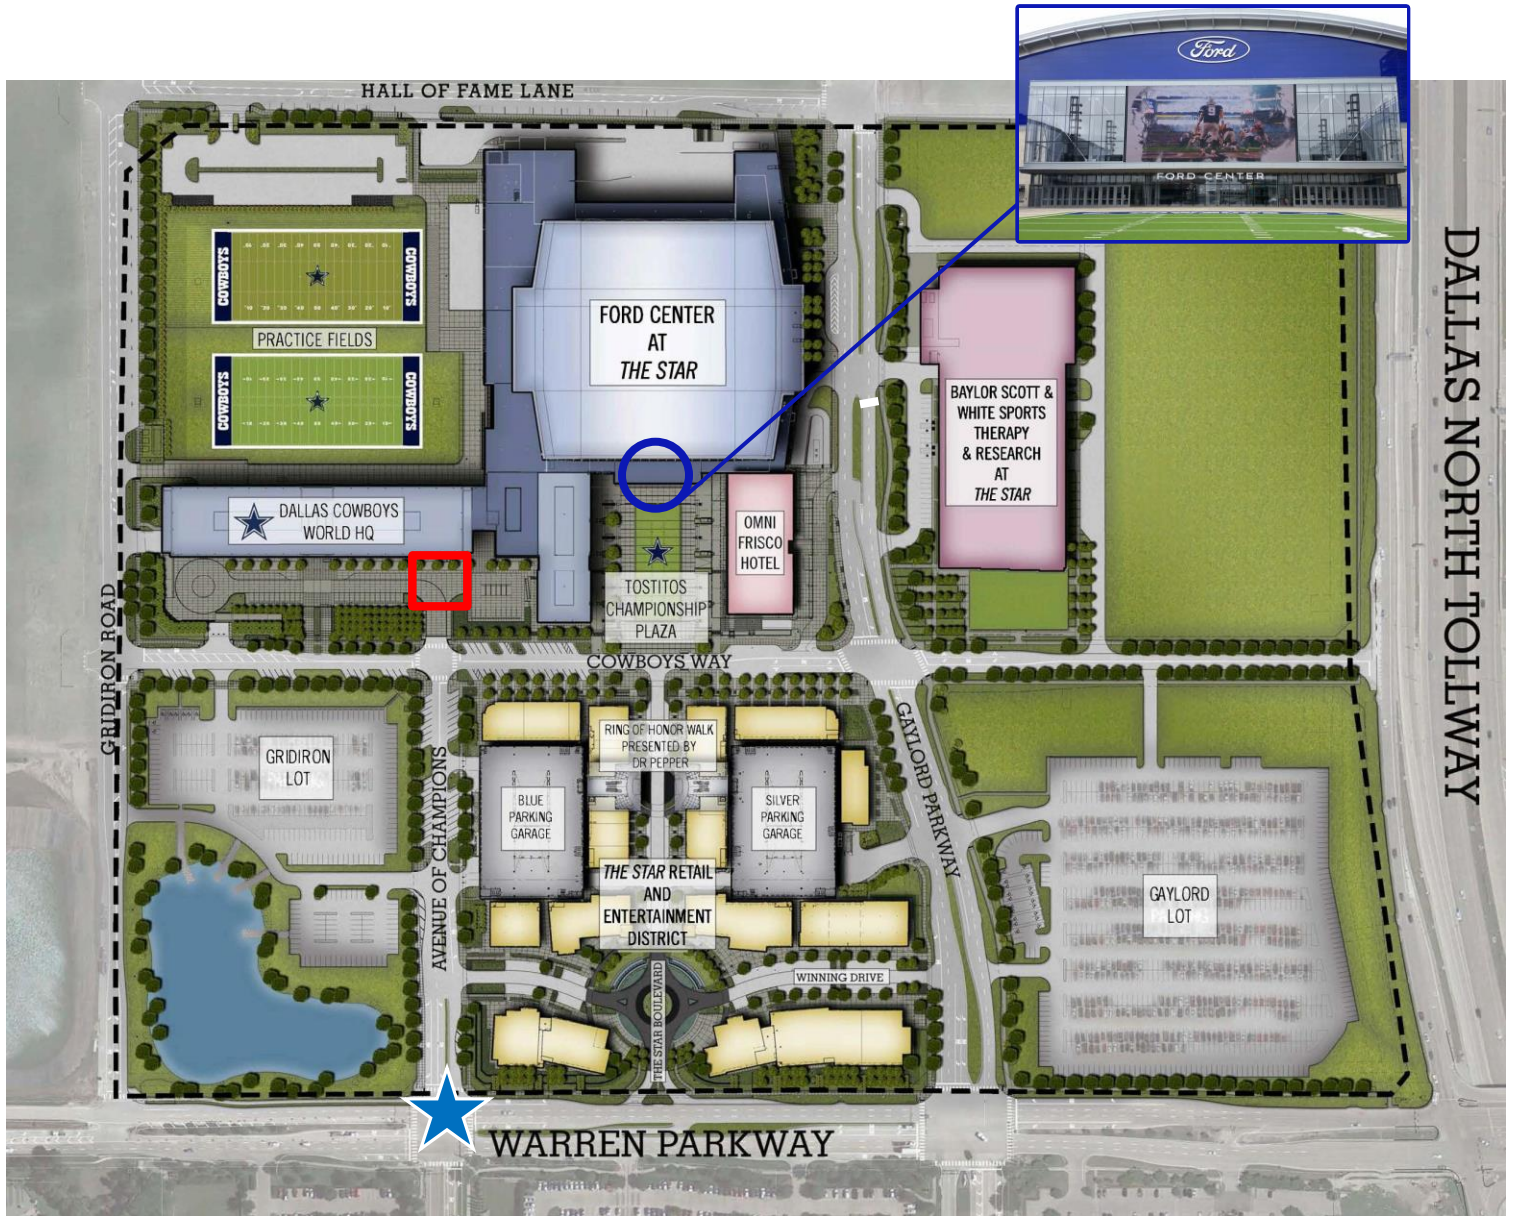 HALL OF FAME LANE
Ford
FORD CENTER
COWBOYS
COWBOYS
PRACTICE FIELDS
COWBOYS
COWBOYS
FORD CENTER
AT
THE STAR
BAYLOR SCOTT &
WHITE SPORTS
THERAPY
& RESEARCH
AT
THE STAR
DALLAS NORTH TOLLWAY
DALLAS COWBOYS
WORLD HQ
OMNI
FRISCO
HOTEL
TOSTITOS
CHAMPIONSHIP
PLAZA
GRIDIRON ROAD
COWBOYS WAY
GRIDIRON
LOT
AVENUE OF CHAMPIONS
RING OF HONOR WALK
PRESENTED BY
DR PEPPER
BLUE
PARKING
GARAGE
SILVER
PARKING
GARAGE
GAYLORD PARKWAY
THE STAR RETAIL
AND
ENTERTAINMENT
DISTRICT
GAYLORD
LOT
WINNING DRIVE
THE STAR BOULEVARD
WARREN PARKWAY